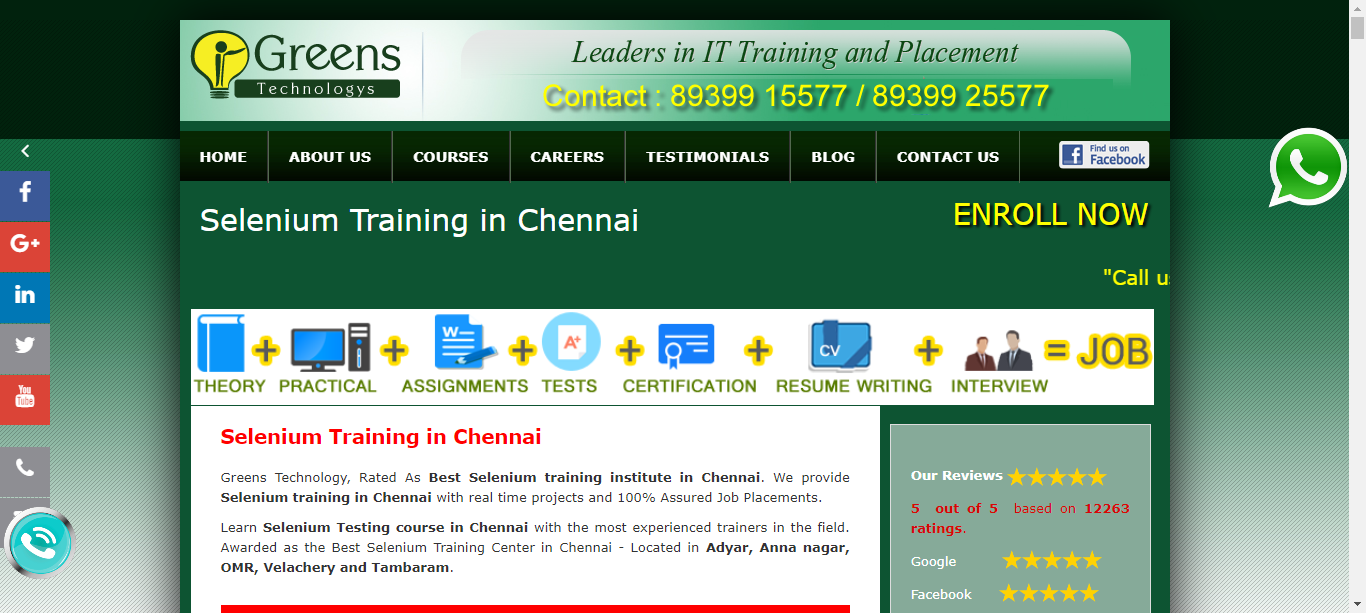 Greens
Technologys
Leaders in IT Training and Placement
Contact : 89399 15577 / 89399 25577
HOME
ABOUT US
COURSES
CAREERS
TESTIMONIALS
BLOG
CONTACT US
Find us on
Facebook
G+
in
You
Tube
Selenium Training in Chennai
ENROLL NOW
"Call u
W
A+
CV
= JOB
THEORY
PRACTICAL
ASSIGNMENTS
TESTS
CERTIFICATION
RESUME WRITING
INTERVIEW
Selenium Training in Chennai
Greens Technology, Rated As Best Selenium training institute in Chennai. We provide
Selenium training in Chennai with real time projects and 100% Assured Job Placements.
Learn Selenium Testing course in Chennai with the most experienced trainers in the field.
Awarded as the Best Selenium Training Center in Chennai - Located in Adyar, Anna nagar,
OMR, Velachery and Tambaram.
Our Reviews
5 out of 5 based on 12263
ratings.
Google
Facebook